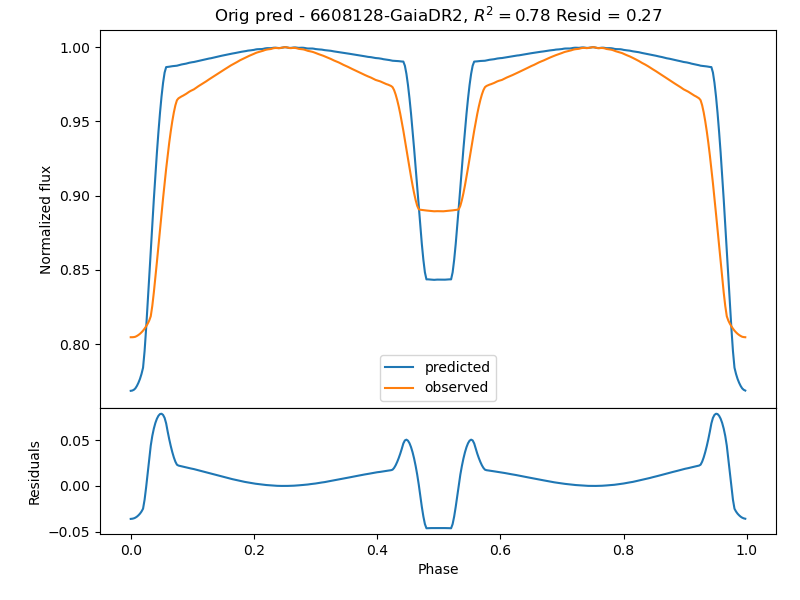 Orig pred - 6608128-GaiaDR2, R² = 0.78 Resid = 0.27
Normalized flux
1.00
0.95
0.90
0.85
0.80
predicted
observed
Residuals
0.05
0.00
−0.05
0.0 0.2 0.4 0.6 0.8 1.0
Phase